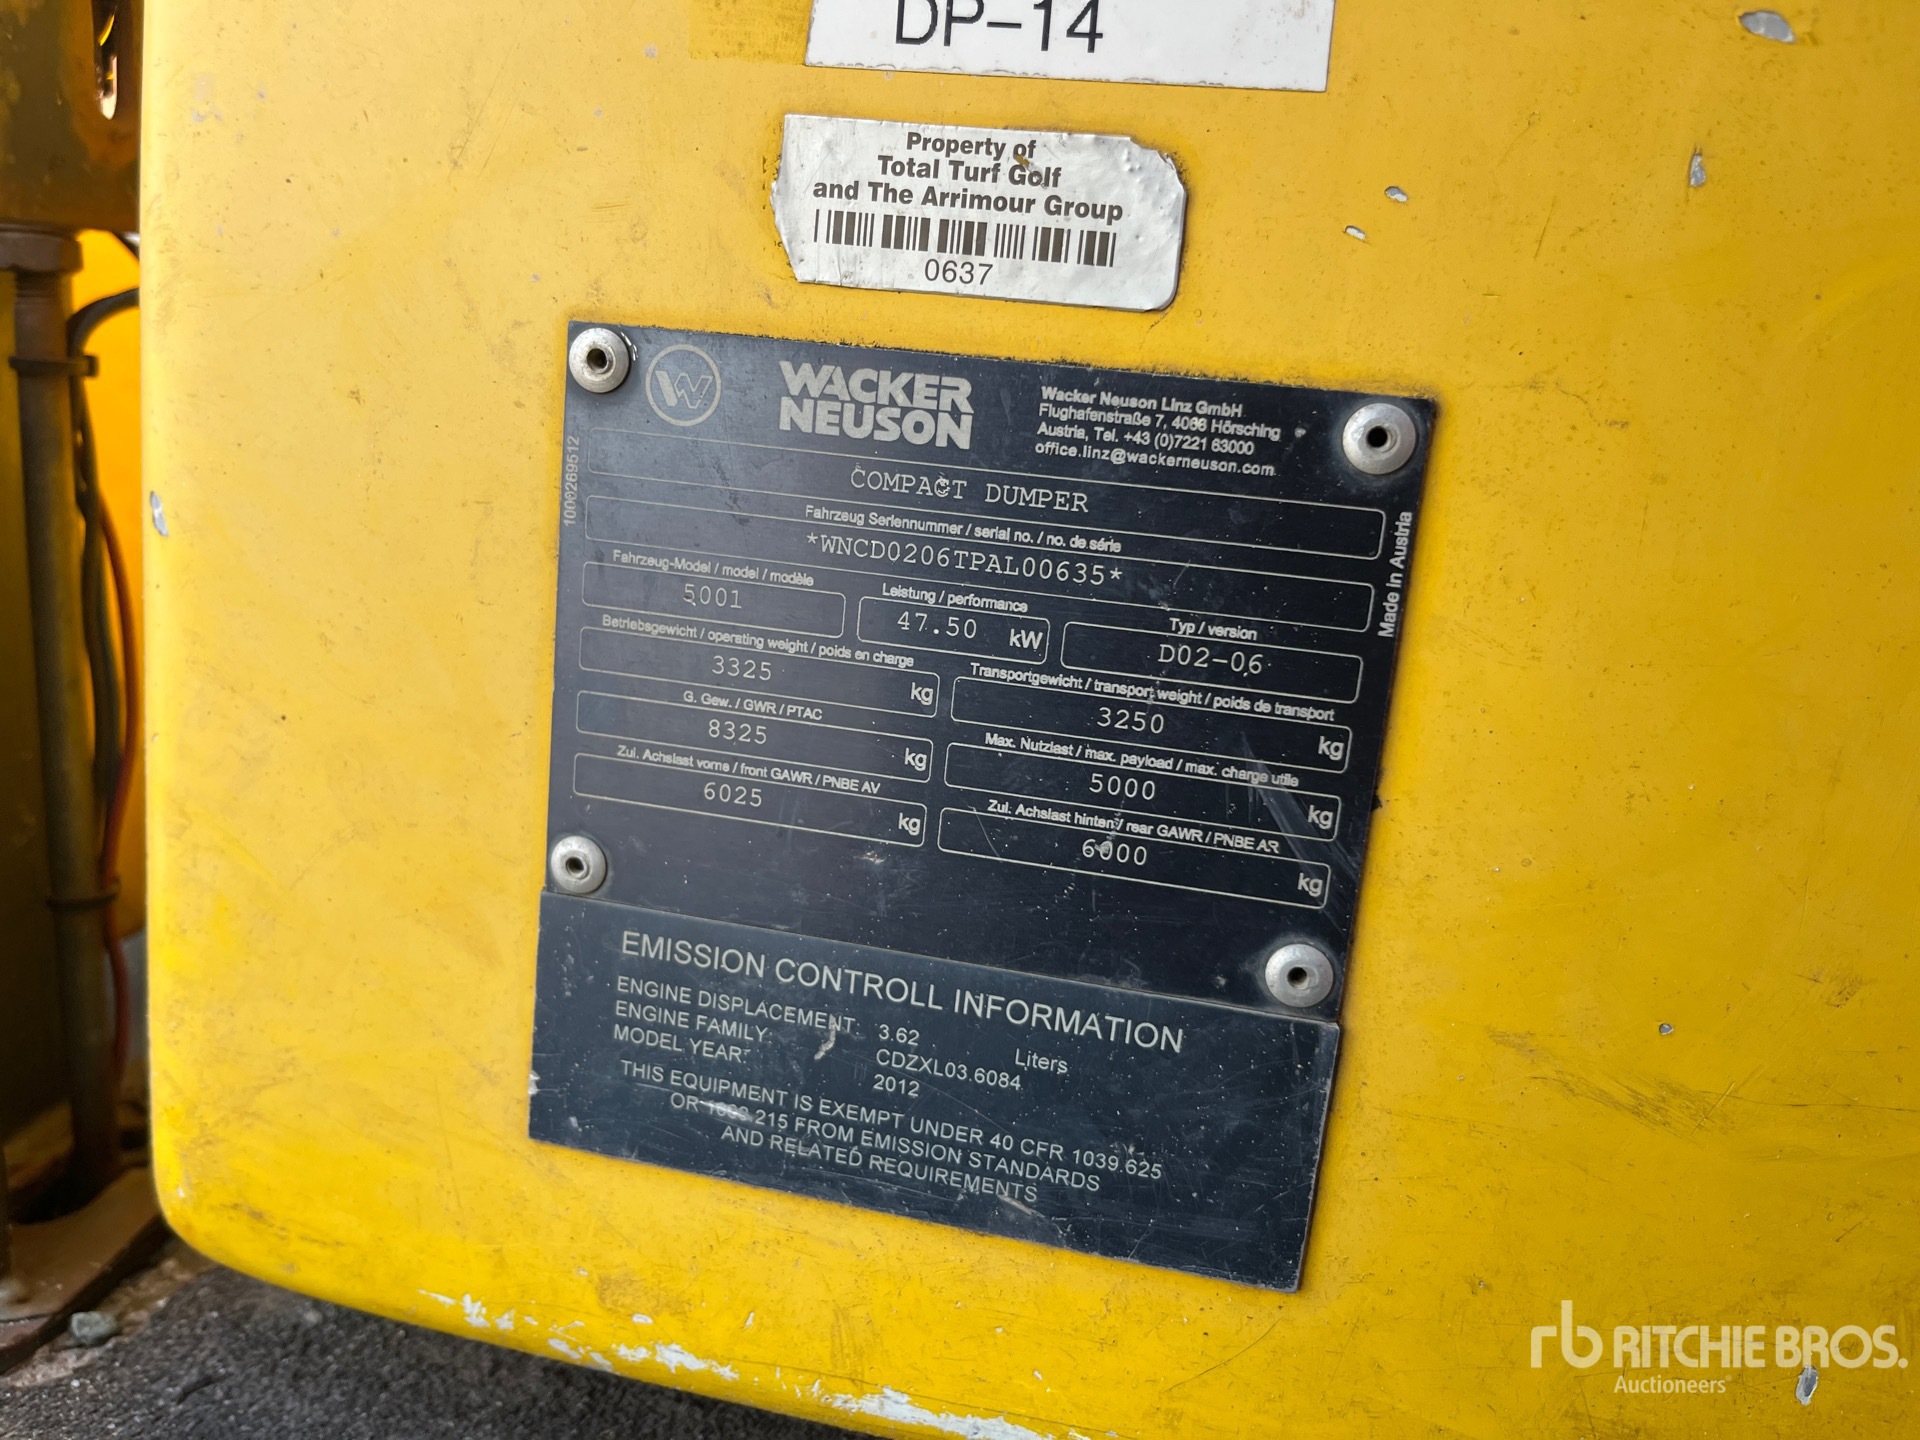 DP-14
Property of
Total Turf Golf
and The Arrimour Group
0637
WACKER
NEUSON
Wacker Neuson Linz GmbH
Flughafenstraße 7, 4066 Hörsching
Austria, Tel. +43 (0)7221 63000
office.linz@wackerneuson.com
1000269512
COMPACT DUMPER
Fahrzeug Seriennummer / serial no. / no. de série
*WNCD0206TPAL00635*
Made in Austria
Fahrzeug-Model / model / modèle
5001
Leistung / performance
47.50 kW
Typ / version
D02-06
Betriebsgewicht / operating weight / poids en charge
3325 kg
Transportgewicht / transport weight / poids de transport
3250 kg
G. Gew. / GWR / PTAC
8325 kg
Max. Nutzlast / max. payload / max. charge utile
5000 kg
Zul. Achslast vorne / front GAWR / PNBE AV
6025 kg
Zul. Achslast hinten / rear GAWR / PNBE AR
6000 kg
EMISSION CONTROLL INFORMATION
ENGINE DISPLACEMENT: 3.62 Liters
ENGINE FAMILY: CDZXL03.6084
MODEL YEAR: 2012
THIS EQUIPMENT IS EXEMPT UNDER 40 CFR 1039.625
OR 215 FROM EMISSION STANDARDS
AND RELATED REQUIREMENTS
rb RITCHIE BROS.
Auctioneers